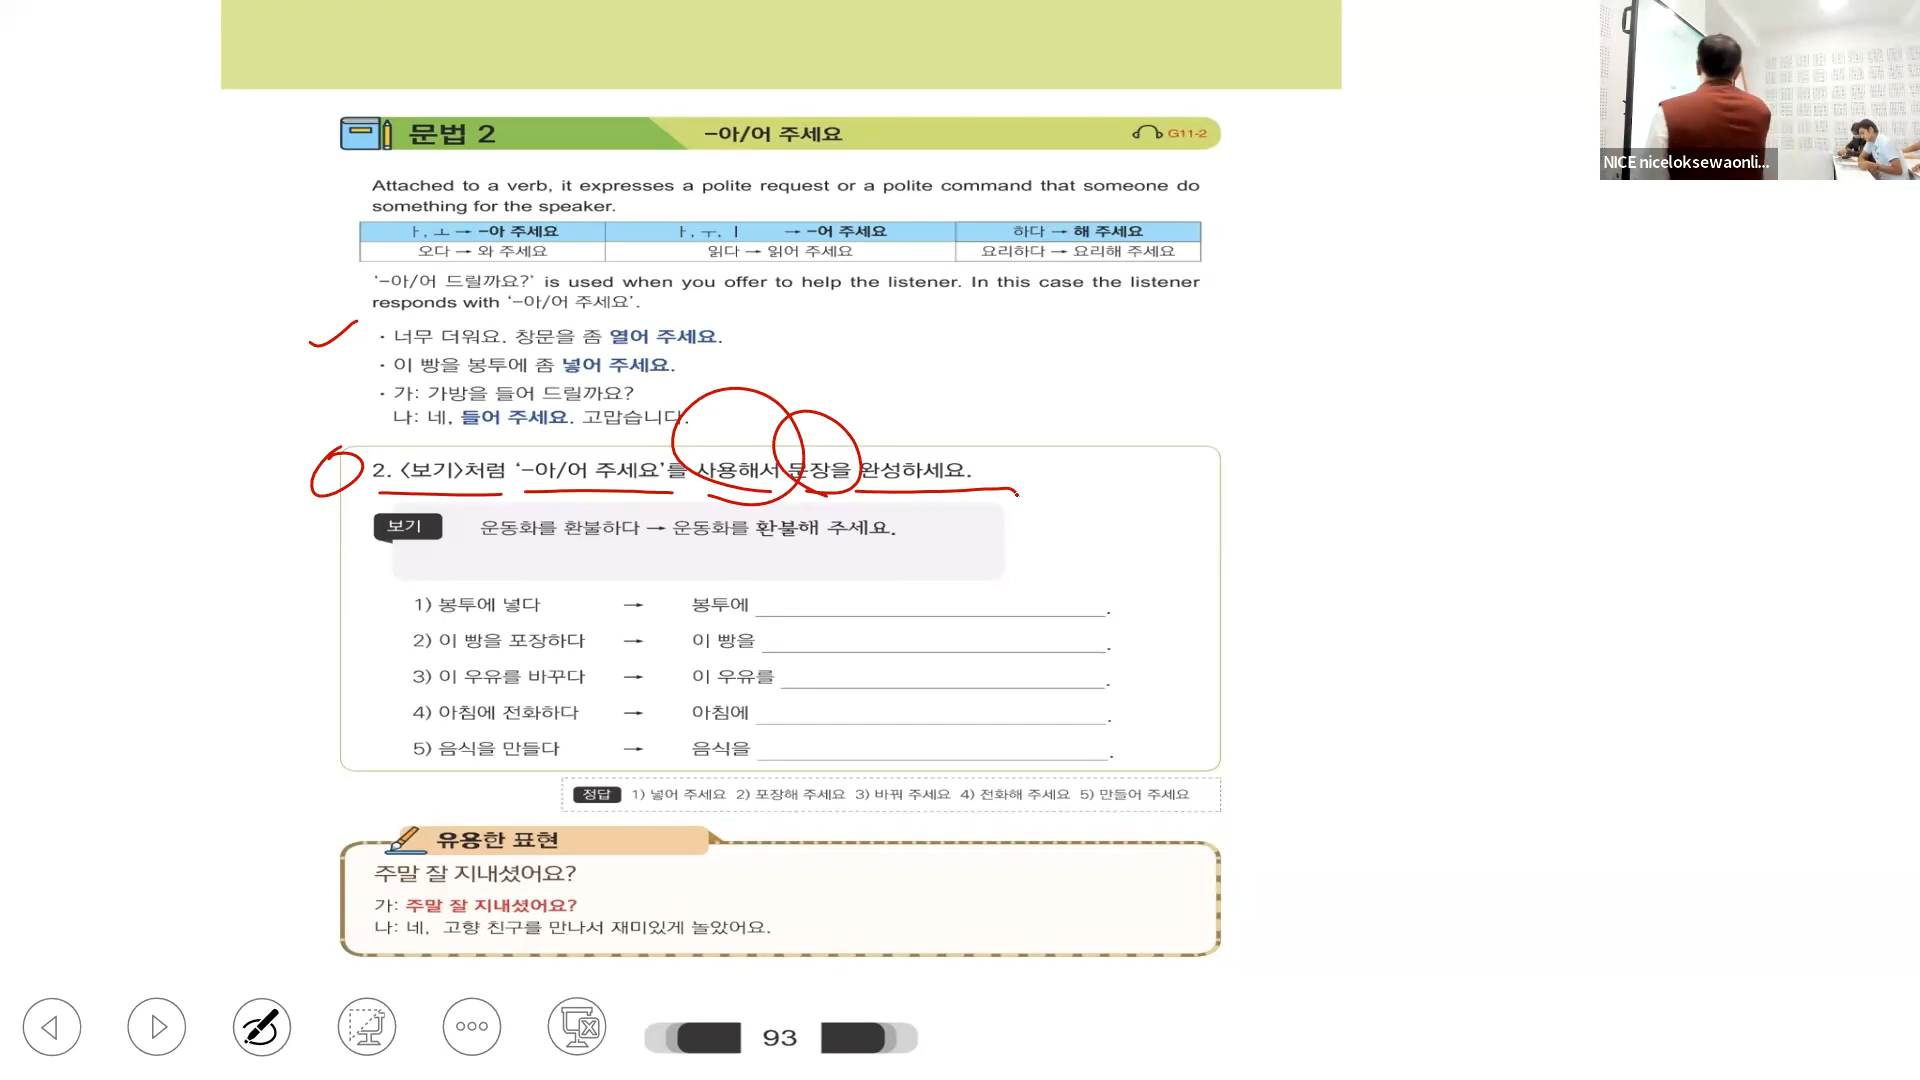 문법 2
-아/어 주세요
G11-2
Attached to a verb, it expresses a polite request or a polite command that someone do
something for the speaker.
ㅏ, ㅗ → -아 주세요
ㅏ, ㅜ, ㅣ → -어 주세요
하다 → 해 주세요
오다 → 와 주세요
읽다 → 읽어 주세요
요리하다 → 요리해 주세요
‘-아/어 드릴까요?’ is used when you offer to help the listener. In this case the listener
responds with ‘-아/어 주세요’.
· 너무 더워요. 창문을 좀 열어 주세요.
· 이 빵을 봉투에 좀 넣어 주세요.
· 가: 가방을 들어 드릴까요?
나: 네, 들어 주세요. 고맙습니다.
2. <보기>처럼 ‘-아/어 주세요’를 사용해서 문장을 완성하세요.
보기
운동화를 환불하다 → 운동화를 환불해 주세요.
1) 봉투에 넣다 → 봉투에 .
2) 이 빵을 포장하다 → 이 빵을 .
3) 이 우유를 바꾸다 → 이 우유를 .
4) 아침에 전화하다 → 아침에 .
5) 음식을 만들다 → 음식을 .
정답 1) 넣어 주세요 2) 포장해 주세요 3) 바꿔 주세요 4) 전화해 주세요 5) 만들어 주세요
유용한 표현
주말 잘 지내셨어요?
가: 주말 잘 지내셨어요?
나: 네, 고향 친구를 만나서 재미있게 놀았어요.
93
NICE niceloksewaonli...